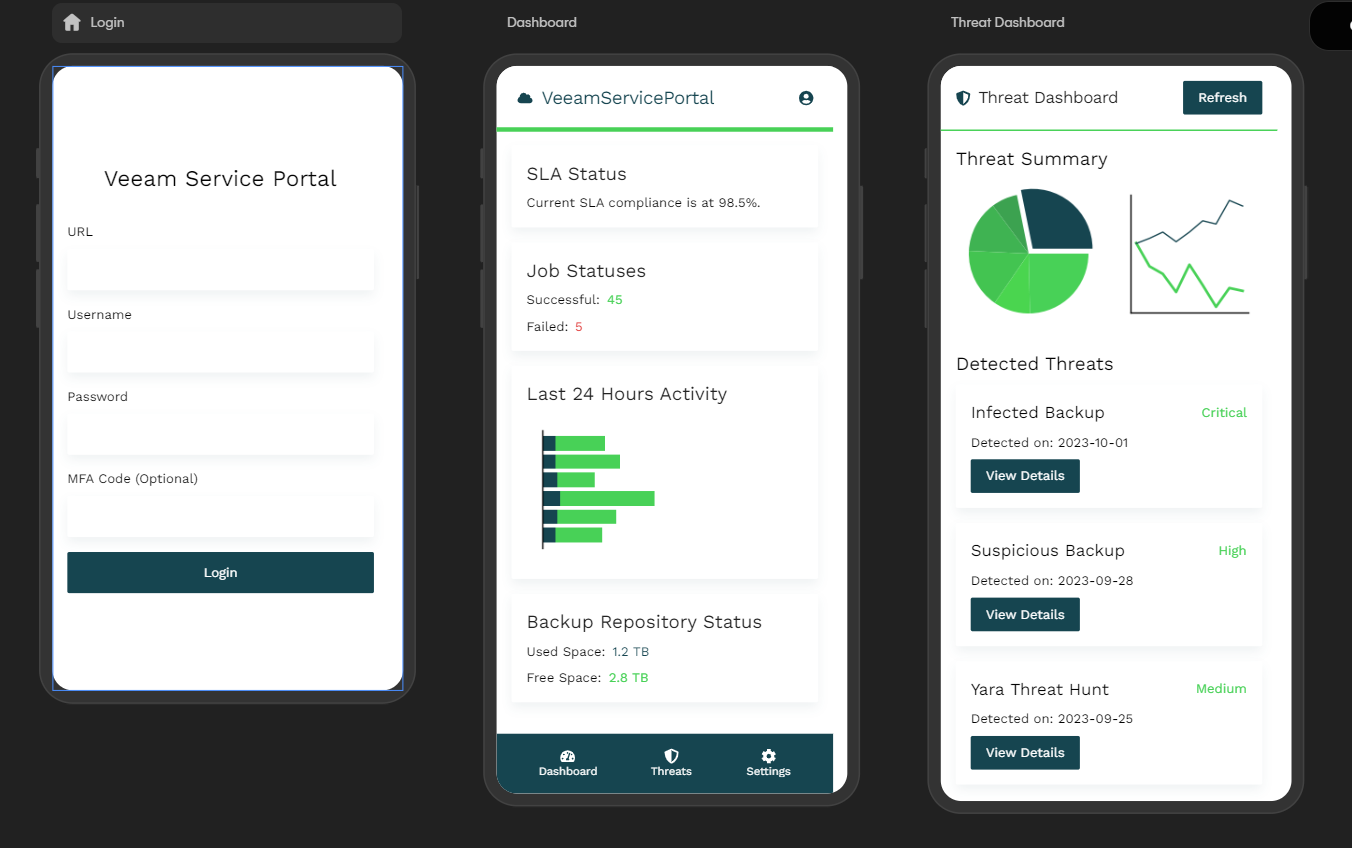 Login
Veeam Service Portal
URL
Username
Password
MFA Code (Optional)
Login
Dashboard
VeeamServicePortal
SLA Status
Current SLA compliance is at 98.5%.
Job Statuses
Successful: 45
Failed: 5
Last 24 Hours Activity
Backup Repository Status
Used Space: 1.2 TB
Free Space: 2.8 TB
Dashboard Threats Settings
Threat Dashboard
Threat Dashboard Refresh
Threat Summary
Detected Threats
Infected Backup Critical
Detected on: 2023-10-01
View Details
Suspicious Backup High
Detected on: 2023-09-28
View Details
Yara Threat Hunt Medium
Detected on: 2023-09-25
View Details